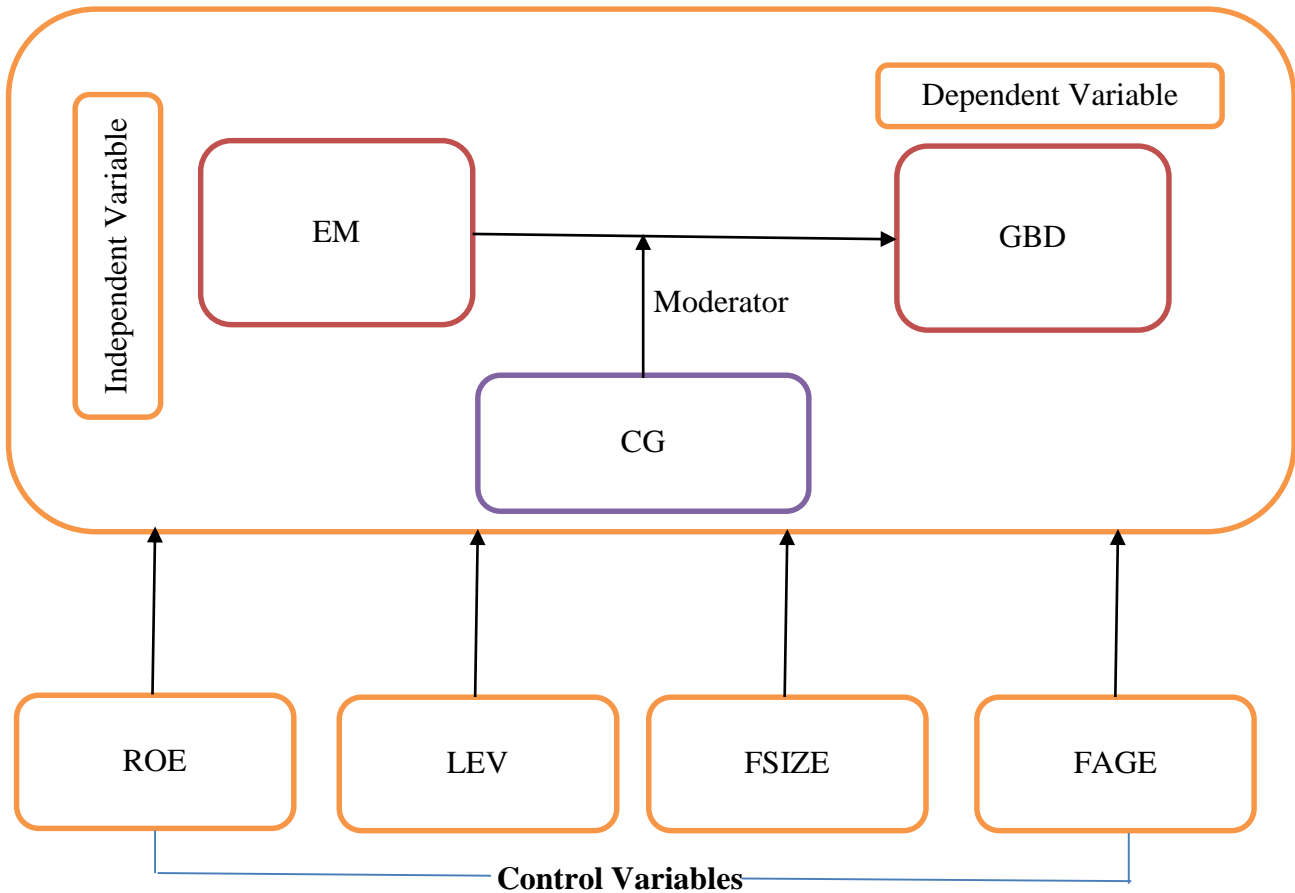 Dependent Variable
Independent Variable
EM
GBD
Moderator
CG
ROE
LEV
FSIZE
FAGE
Control Variables